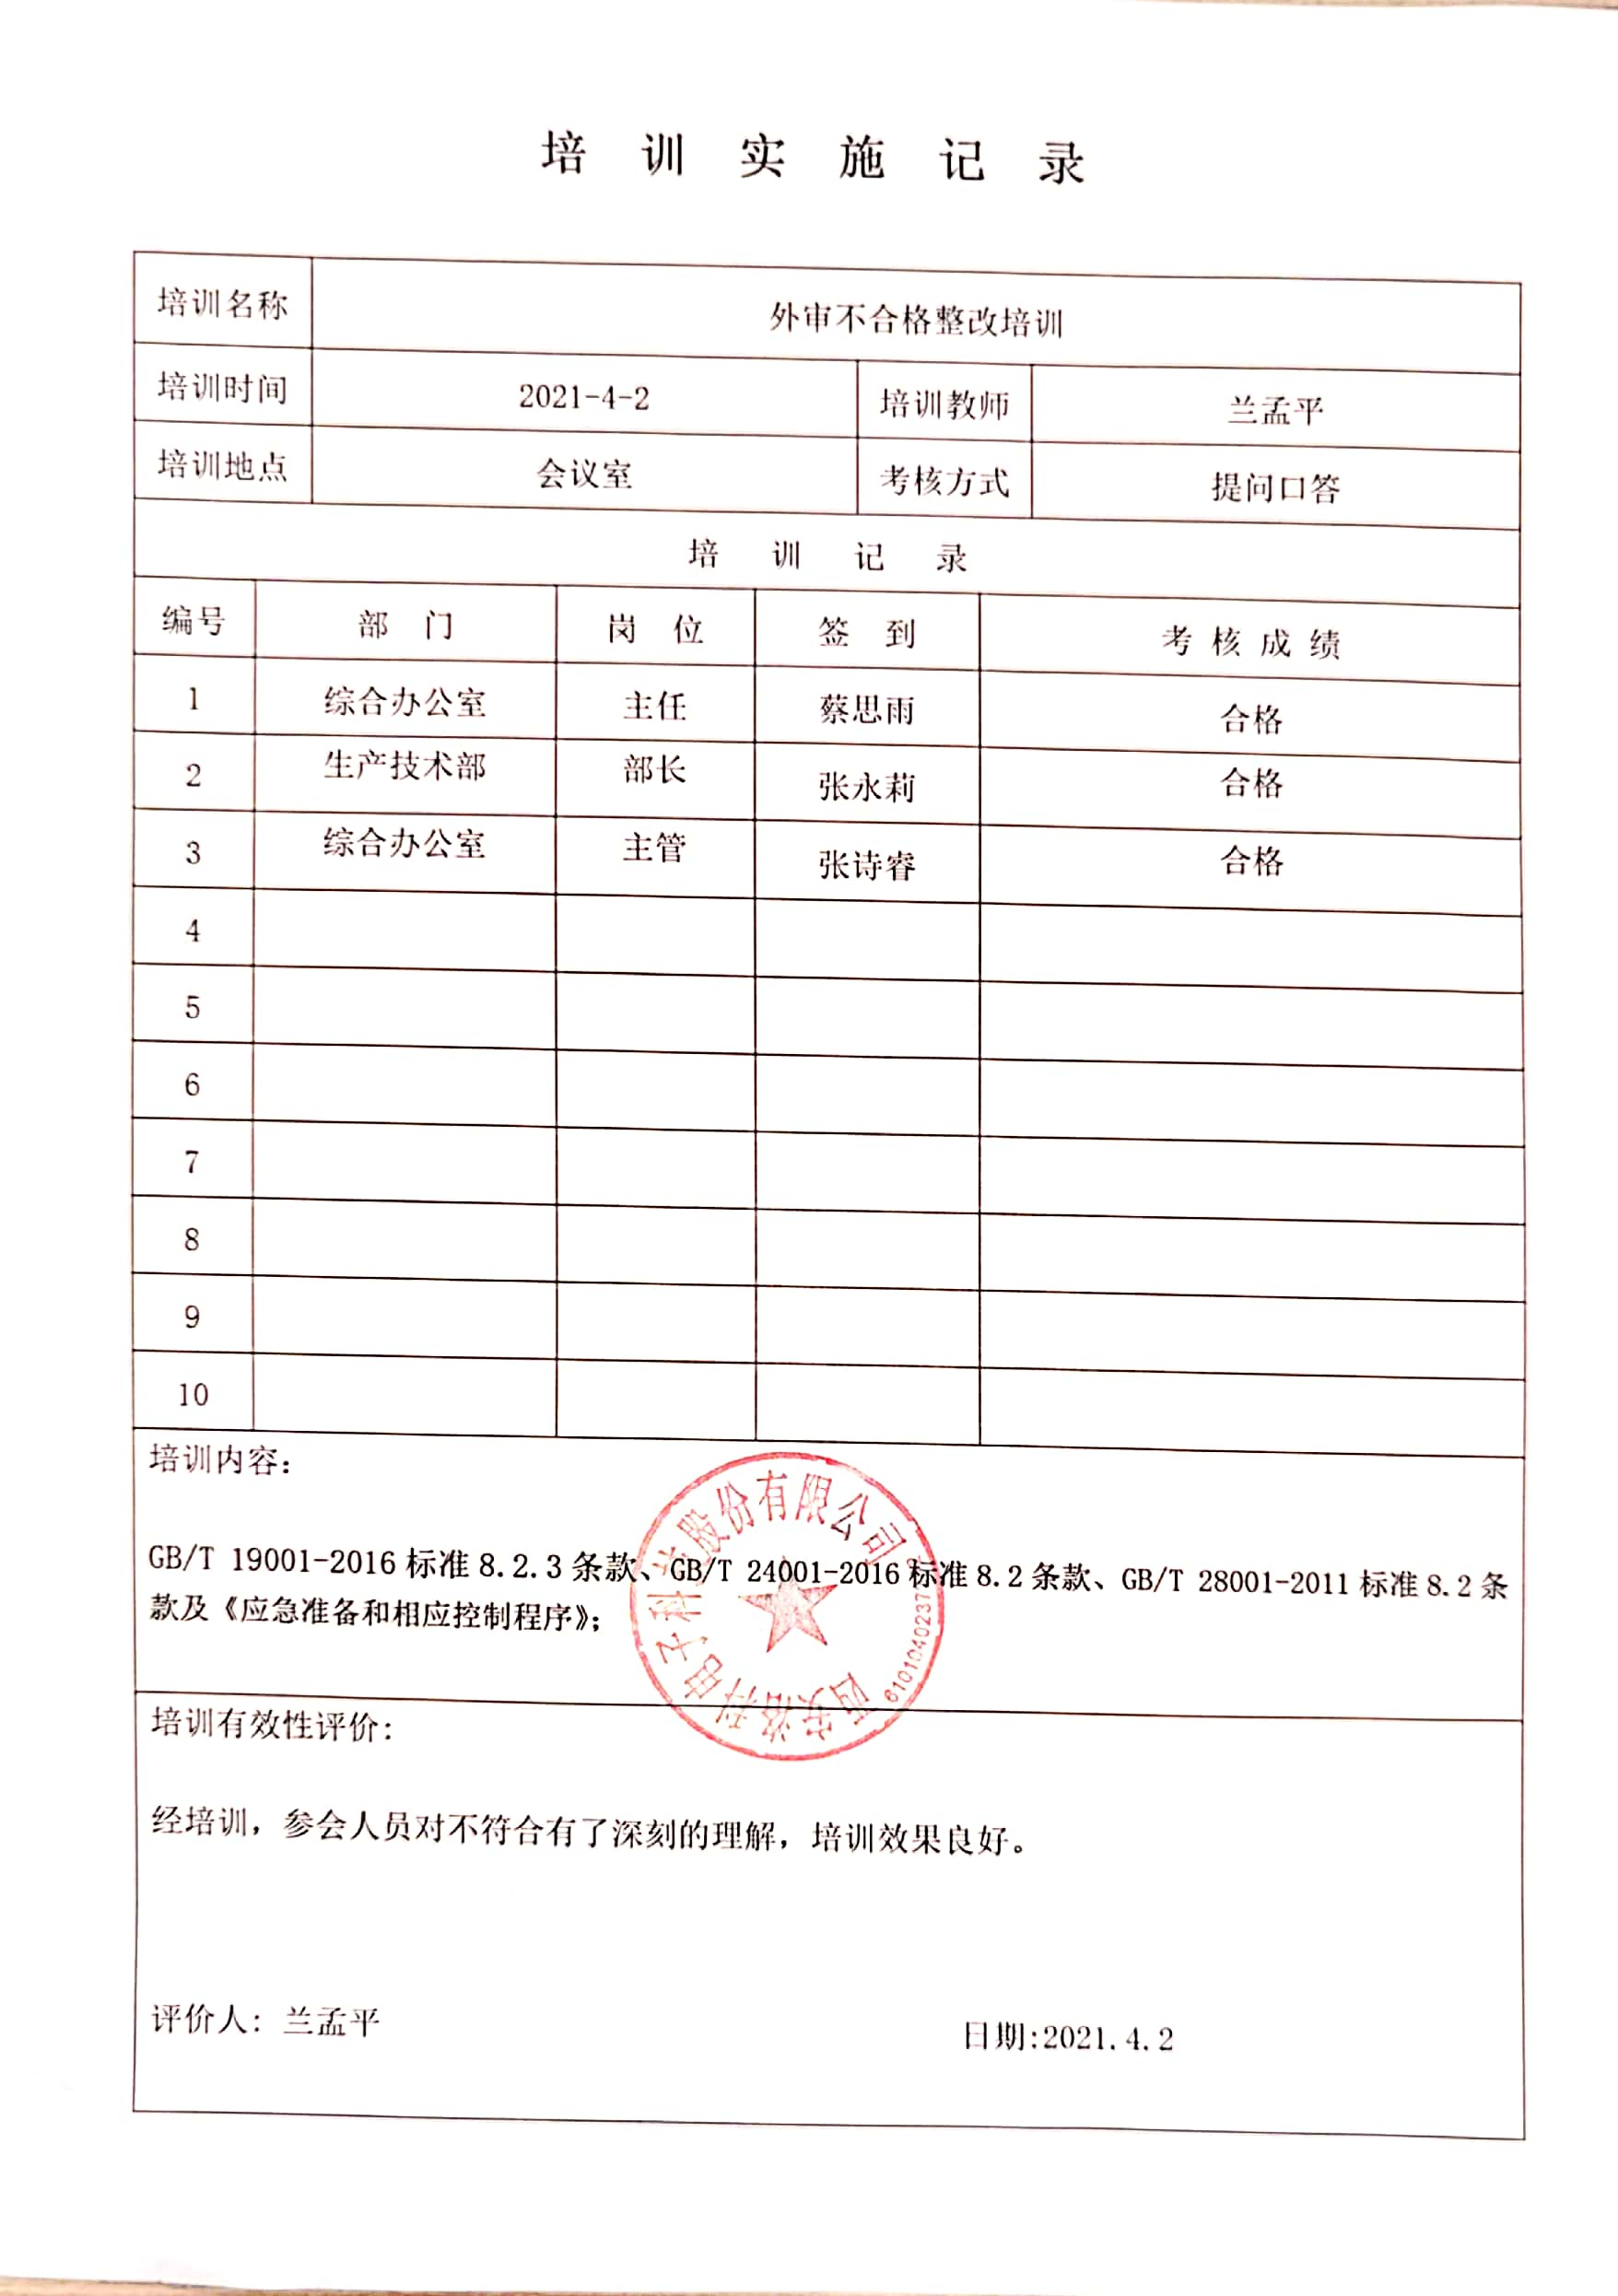 培 训 实 施 记 录
培训名称 外审不合格整改培训
培训时间 2021-4-2 培训教师 兰孟平
培训地点 会议室 考核方式 提问口答
培 训 记 录
编号 部 门 岗 位 签 到 考 核 成 绩
1 综合办公室 主任 蔡思雨 合格
2 生产技术部 部长 张永莉 合格
3 综合办公室 主管 张诗睿 合格
4
5
6
7
8
9
10
培训内容：
GB/T 19001-2016 标准 8.2.3 条款、GB/T 24001-2016 标准 8.2 条款、GB/T 28001-2011 标准 8.2 条
款及《应急准备和相应控制程序》；
培训有效性评价：
经培训，参会人员对不符合有了深刻的理解，培训效果良好。
评价人：兰孟平 日期:2021.4.2